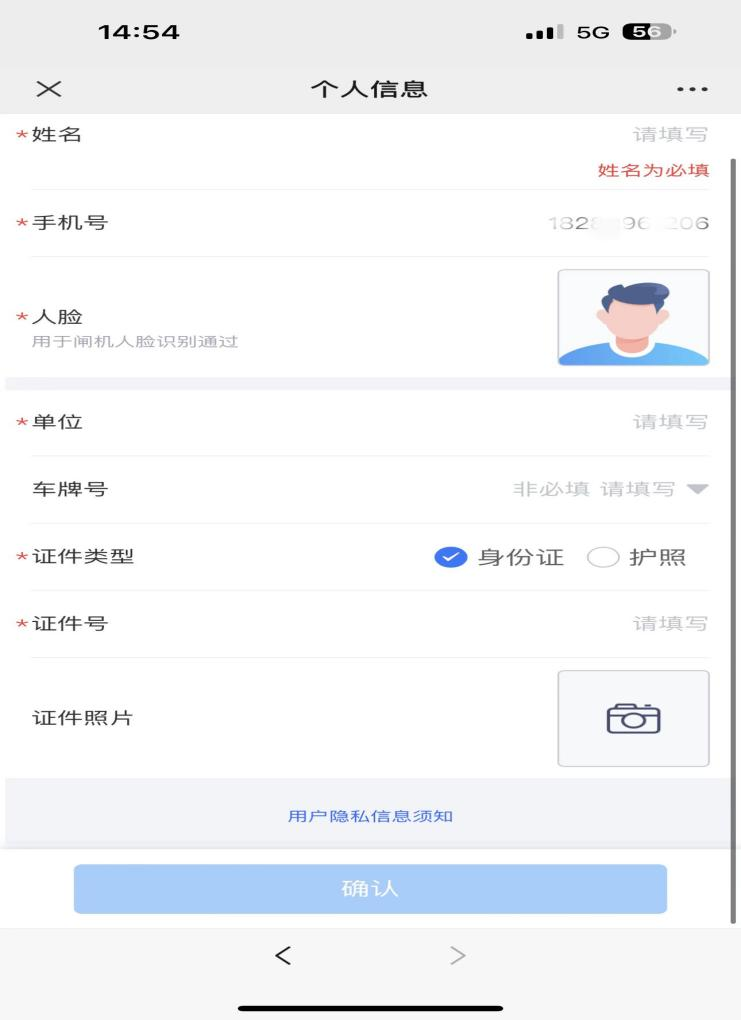 14:54
5G 56
个人信息
*姓名 请填写
姓名为必填
*手机号
*人脸
用于闸机人脸识别通过
*单位 请填写
车牌号 非必填 请填写
*证件类型 身份证 护照
*证件号 请填写
证件照片
用户隐私信息须知
确认